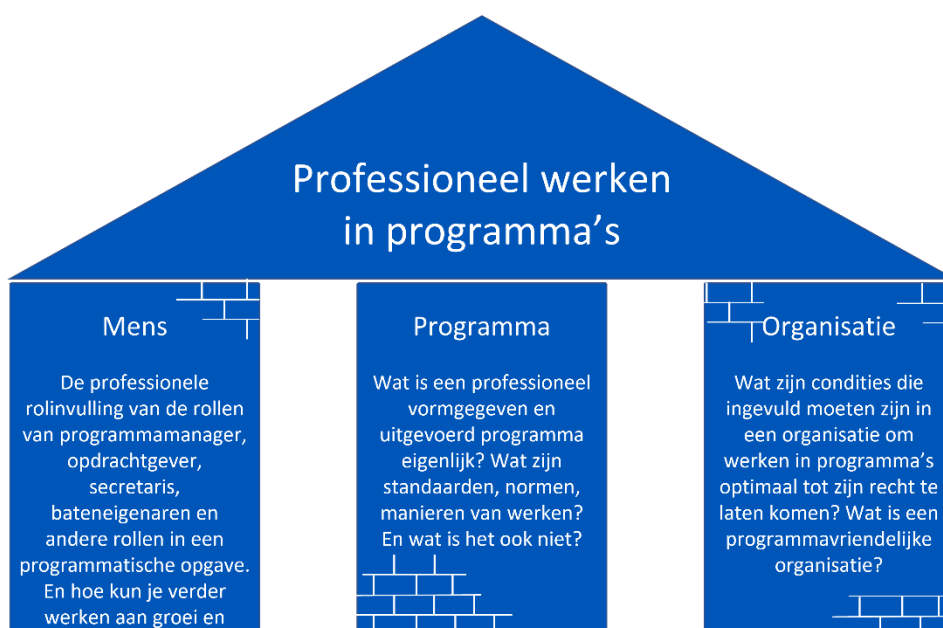 Professioneel werken
in programma's
Mens
De professionele
rolinvulling van de rollen
van programmamanager,
opdrachtgever,
secretaris,
bateneigenaren en
andere rollen in een
programmatische opgave.
En hoe kun je verder
werken aan groei en
Programma
Wat is een professioneel
vormgegeven en
uitgevoerd programma
eigenlijk? Wat zijn
standaarden, normen,
manieren van werken?
En wat is het ook niet?
Organisatie
Wat zijn condities die
ingevuld moeten zijn in
een organisatie om
werken in programma's
optimaal tot zijn recht te
laten komen? Wat is een
programmavriendelijke
organisatie?